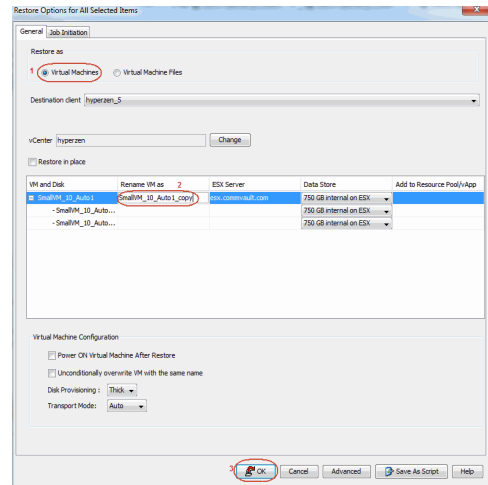 Restore Options for All Selected Items
General Job Initiation
Restore as
1 Virtual Machines Virtual Machine Files
Destination client hyperzen_5
vCenter hyperzen Change
Restore in place
VM and Disk Rename VM as 2 ESX Server Data Store Add to Resource Pool/vApp
SmallVM_10_Auto1 SmallVM_10_Auto1_copy esx.commvault.com 750 GB internal on ESX
- SmallVM_10_Auto... 750 GB internal on ESX
- SmallVM_10_Auto... 750 GB internal on ESX
Virtual Machine Configuration
Power ON Virtual Machine After Restore
Unconditionally overwrite VM with the same name
Disk Provisioning : Thick
Transport Mode: Auto
3 OK Cancel Advanced Save As Script Help